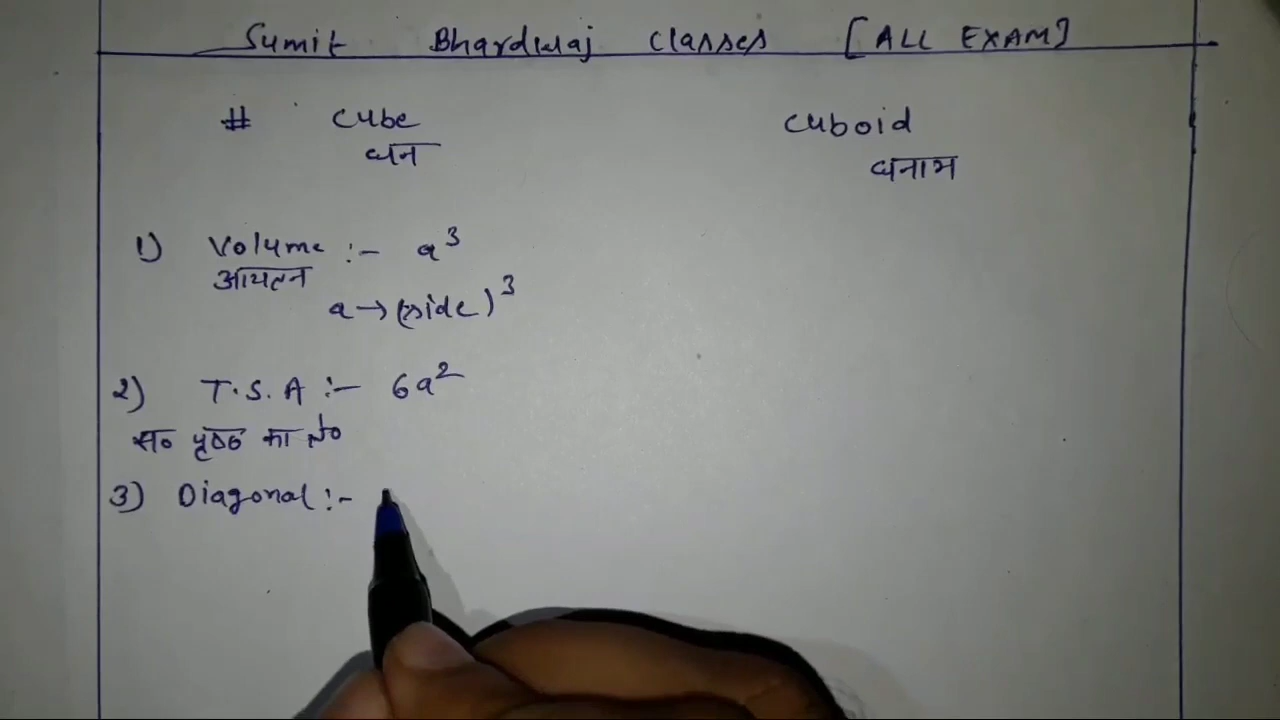 Sumit Bhardwaj Classes [ALL EXAM]
# Cube Cuboid
घन घनाभ
1) Volume :- a³
आयतन
a → (side)³
2) T.S.A :- 6a²
स० पृष्ठ का क्षे०
3) Diagonal :-